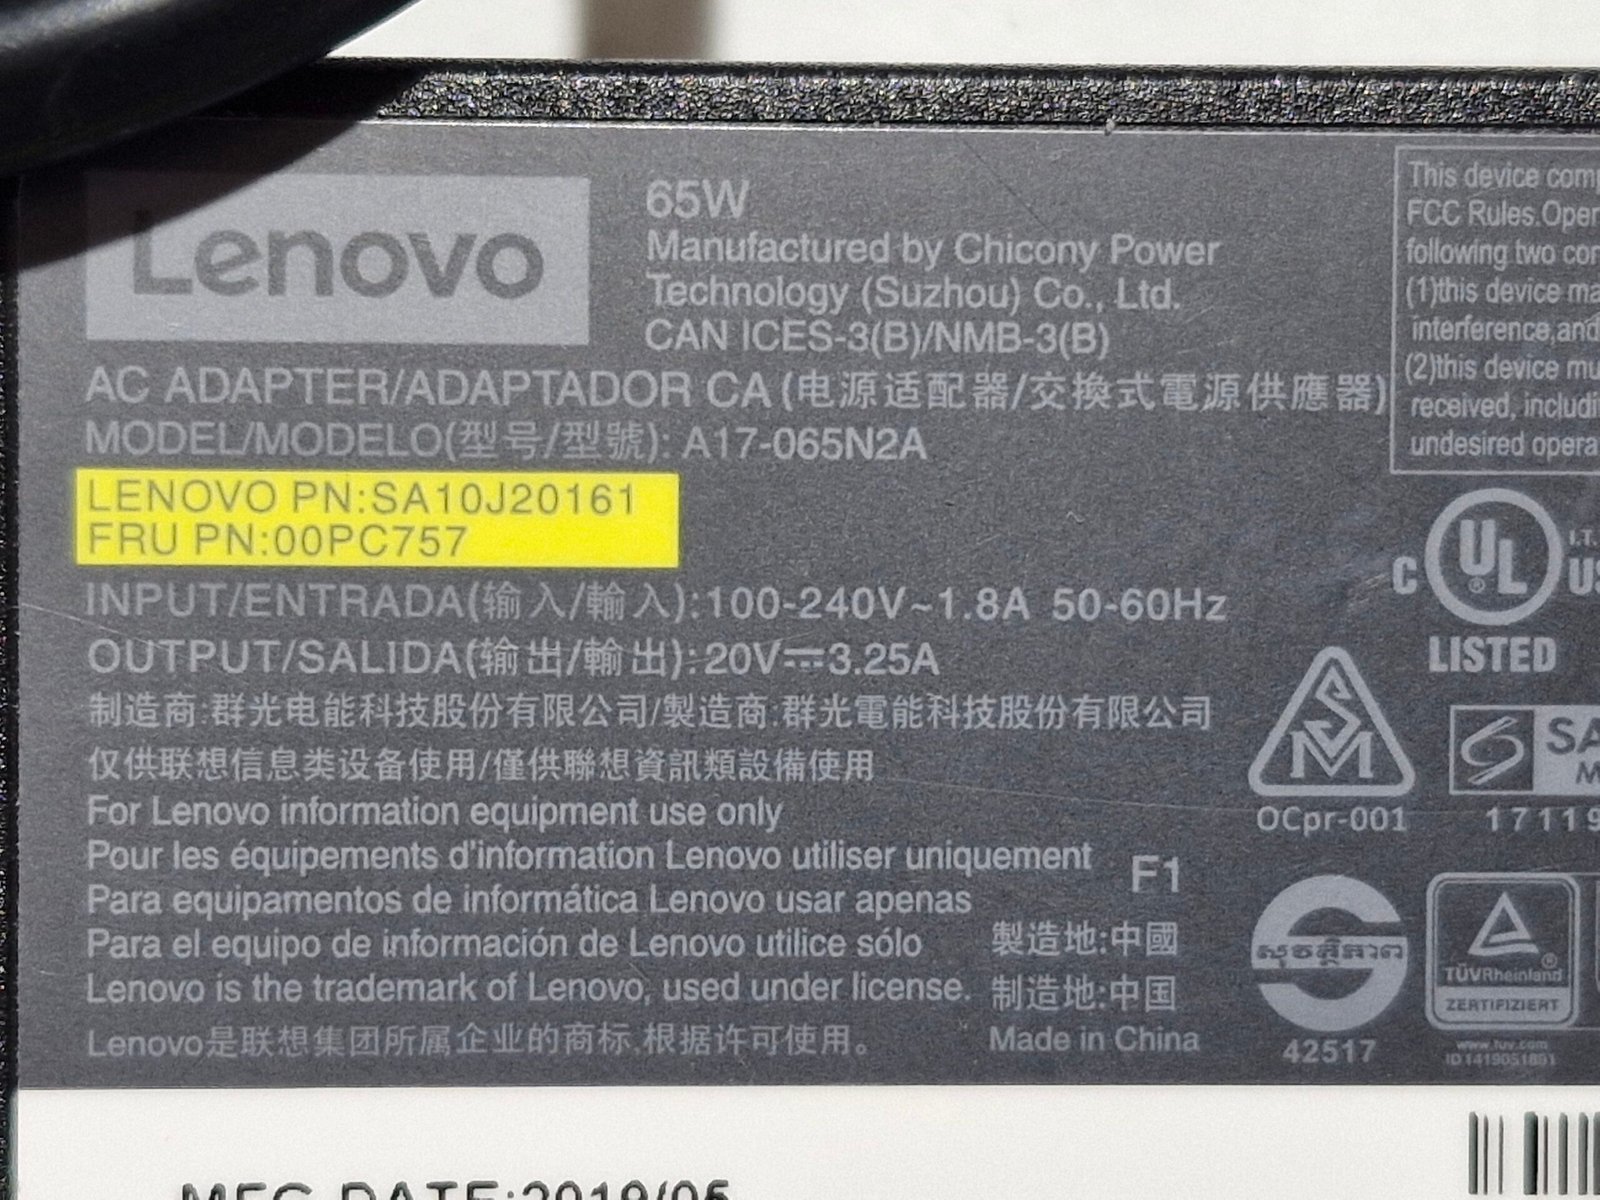 Lenovo
65W
Manufactured by Chicony Power
Technology (Suzhou) Co., Ltd.
CAN ICES-3(B)/NMB-3(B)
AC ADAPTER/ADAPTADOR CA(电源适配器/交換式電源供應器)
MODEL/MODELO(型号/型號): A17-065N2A
LENOVO PN:SA10J20161
FRU PN:00PC757
INPUT/ENTRADA(输入/輸入):100-240V~1.8A 50-60Hz
OUTPUT/SALIDA(输出/輸出):20V⎓3.25A
制造商:群光电能科技股份有限公司/製造商:群光電能科技股份有限公司
仅供联想信息类设备使用/僅供聯想資訊類設備使用
For Lenovo information equipment use only
Pour les équipements d'information Lenovo utiliser uniquement
Para equipamentos de informática Lenovo usar apenas
Para el equipo de información de Lenovo utilice sólo
Lenovo is the trademark of Lenovo, used under license.
Lenovo是联想集团所属企业的商标,根据许可使用。
F1
製造地:中國
制造地:中国
Made in China
This device
FCC Rules.
following two
(1)this device
interference,and
(2)this device
received,
undesired
C UL ® I.T.
LISTED
OCpr-001
42517
TÜVRheinland ®
ZERTIFIZIERT
www.tuv.com
MFG DATE:2019/05